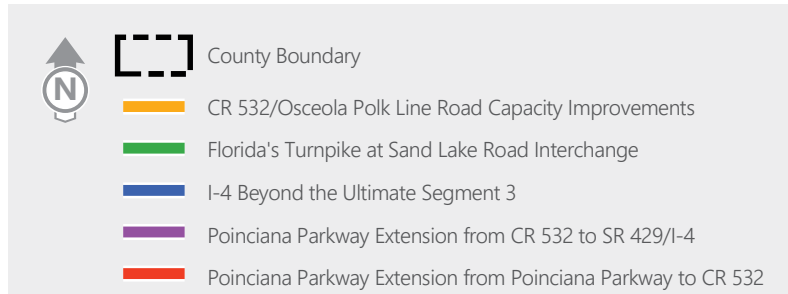 N
County Boundary
CR 532/Osceola Polk Line Road Capacity Improvements
Florida's Turnpike at Sand Lake Road Interchange
I-4 Beyond the Ultimate Segment 3
Poinciana Parkway Extension from CR 532 to SR 429/I-4
Poinciana Parkway Extension from Poinciana Parkway to CR 532